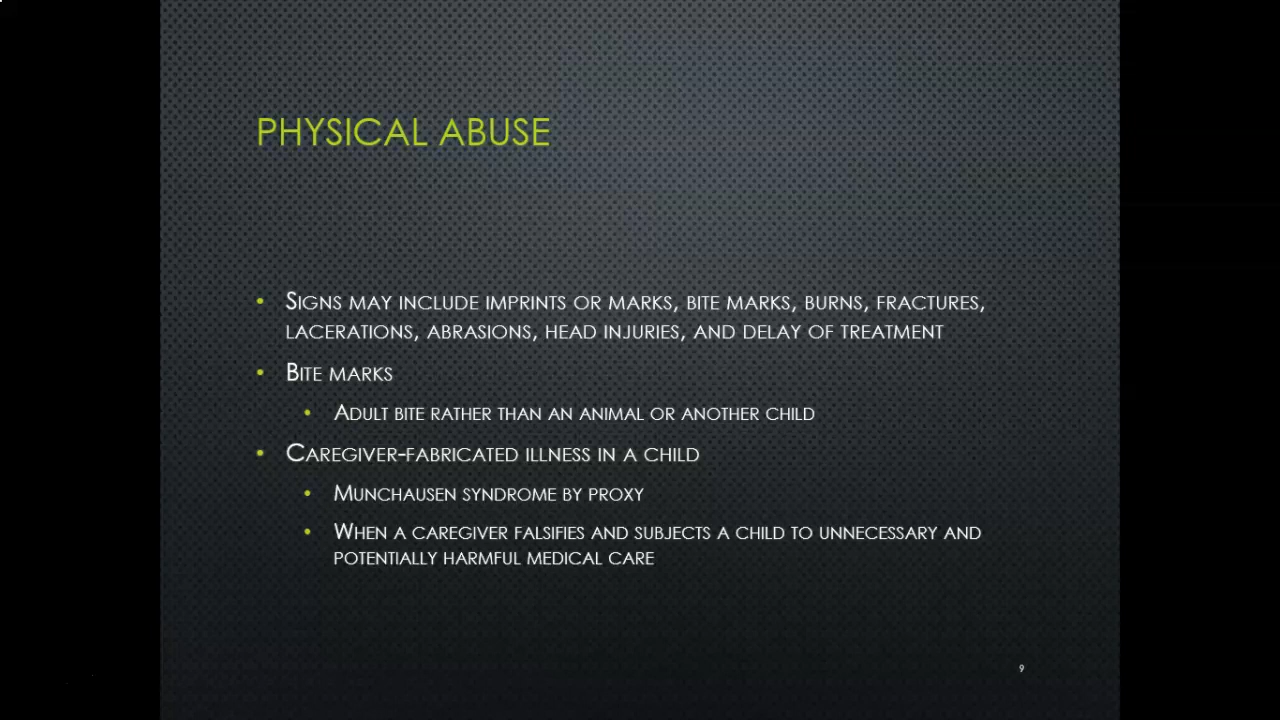 PHYSICAL ABUSE
• SIGNS MAY INCLUDE IMPRINTS OR MARKS, BITE MARKS, BURNS, FRACTURES,
LACERATIONS, ABRASIONS, HEAD INJURIES, AND DELAY OF TREATMENT
• BITE MARKS
• ADULT BITE RATHER THAN AN ANIMAL OR ANOTHER CHILD
• CAREGIVER-FABRICATED ILLNESS IN A CHILD
• MUNCHAUSEN SYNDROME BY PROXY
• WHEN A CAREGIVER FALSIFIES AND SUBJECTS A CHILD TO UNNECESSARY AND
POTENTIALLY HARMFUL MEDICAL CARE
9